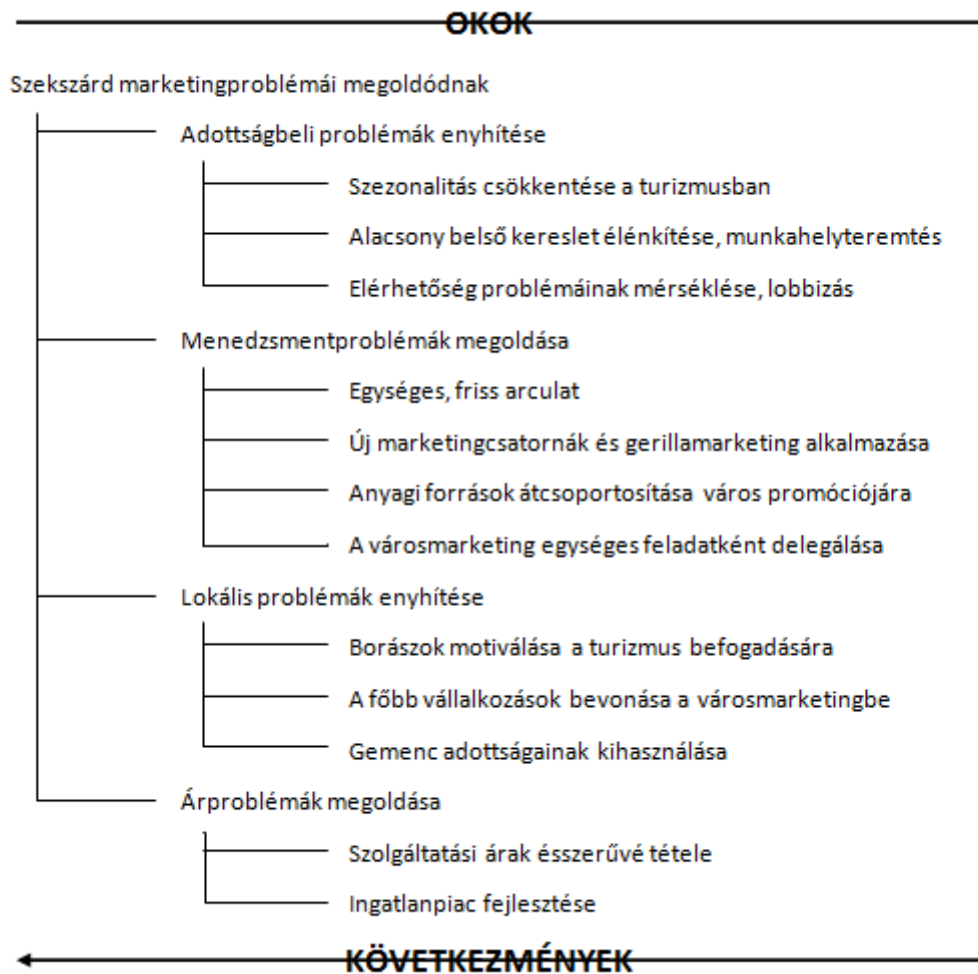 OKOK
Szekszárd marketingproblémái megoldódnak
Adottságbeli problémák enyhítése
Szezonalitás csökkentése a turizmusban
Alacsony belső kereslet élénkítése, munkahelyteremtés
Elérhetőség problémáinak mérséklése, lobbizás
Menedzsmentproblémák megoldása
Egységes, friss arculat
Új marketingcsatornák és gerillamarketing alkalmazása
Anyagi források átcsoportosítása város promóciójára
A városmarketing egységes feladatként delegálása
Lokális problémák enyhítése
Borászok motiválása a turizmus befogadására
A főbb vállalkozások bevonása a városmarketingbe
Gemenc adottságainak kihasználása
Árproblémák megoldása
Szolgáltatási árak ésszerűvé tétele
Ingatlanpiac fejlesztése
KÖVETKEZMÉNYEK